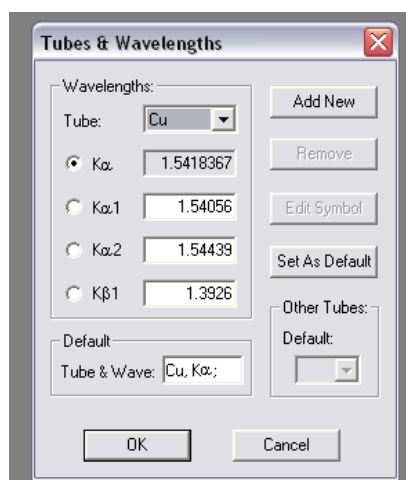 Tubes & Wavelengths
Wavelengths:
Tube: Cu
Kα 1.5418367
Kα1 1.54056
Kα2 1.54439
Kβ1 1.3926
Default
Tube & Wave: Cu, Kα;
Add New
Remove
Edit Symbol
Set As Default
Other Tubes:
Default:
OK
Cancel